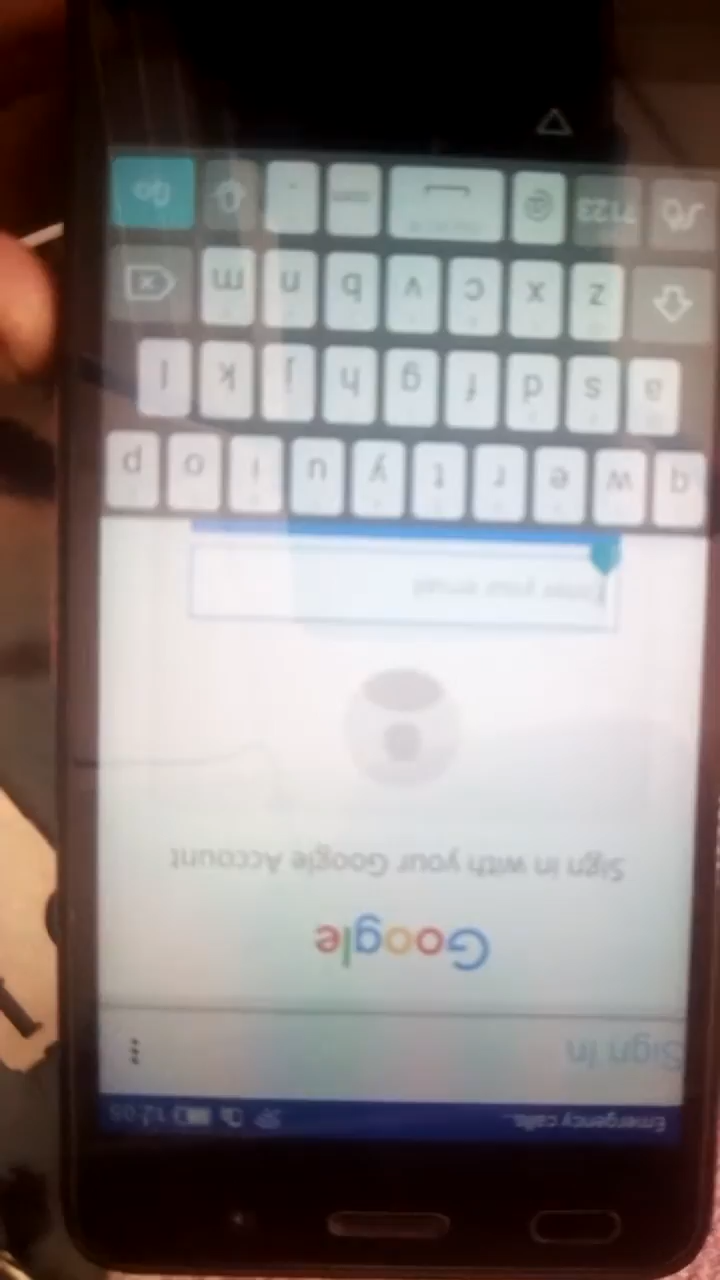 Emergency calls... 12:05
Sign in
Google
Sign in with your Google Account
Enter your email
q w e r t y u i o p
a s d f g h j k l
z x c v b n m
?123 @ . Go